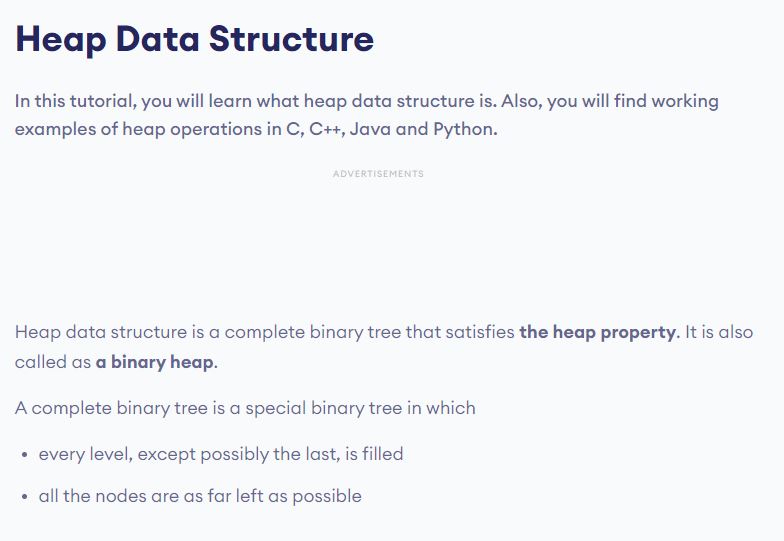 Heap Data Structure
In this tutorial, you will learn what heap data structure is. Also, you will find working
examples of heap operations in C, C++, Java and Python.
ADVERTISEMENTS
Heap data structure is a complete binary tree that satisfies the heap property. It is also
called as a binary heap.
A complete binary tree is a special binary tree in which
• every level, except possibly the last, is filled
• all the nodes are as far left as possible